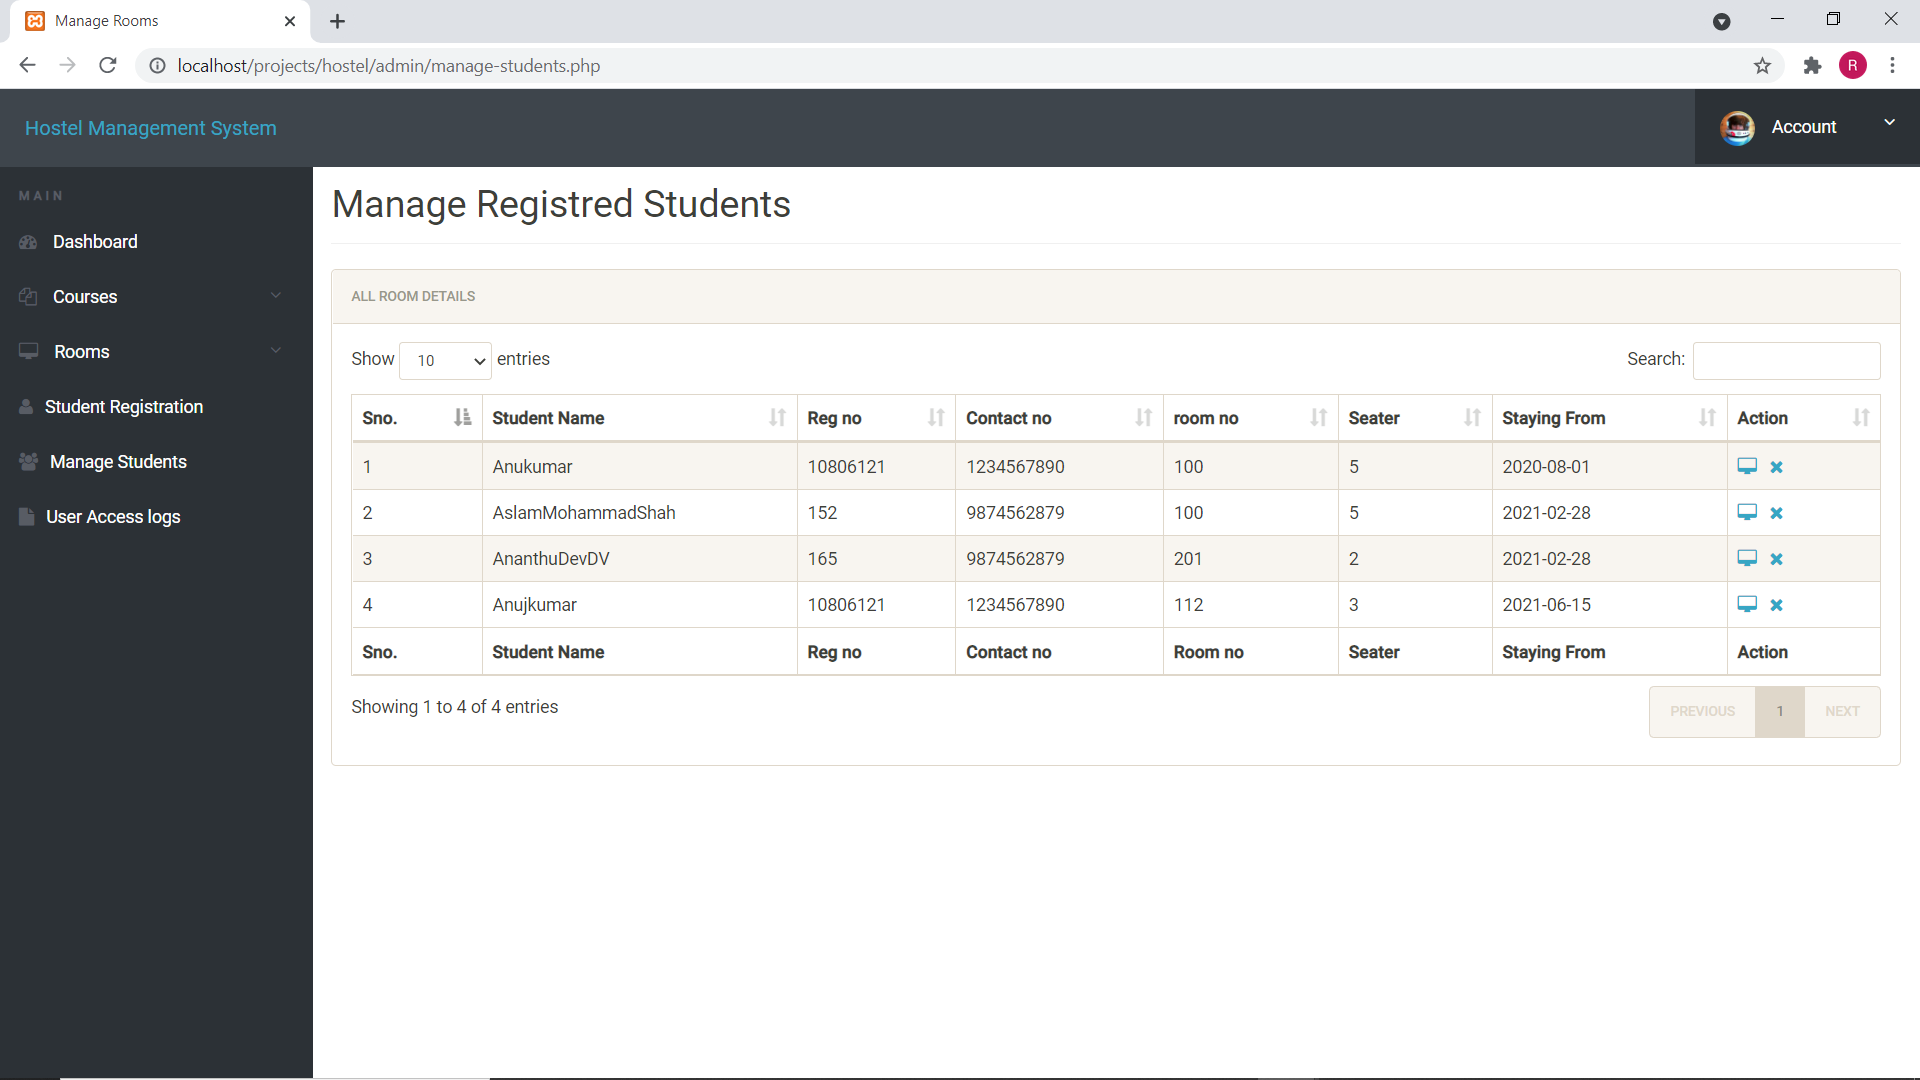 Manage Rooms
localhost/projects/hostel/admin/manage-students.php
R
Hostel Management System
Account
MAIN
Dashboard
Courses
Rooms
Student Registration
Manage Students
User Access logs
Manage Registred Students
ALL ROOM DETAILS
Show 10 entries
Search:
Sno. Student Name Reg no Contact no room no Seater Staying From Action
1 Anukumar 10806121 1234567890 100 5 2020-08-01
2 AslamMohammadShah 152 9874562879 100 5 2021-02-28
3 AnanthuDevDV 165 9874562879 201 2 2021-02-28
4 Anujkumar 10806121 1234567890 112 3 2021-06-15
Sno. Student Name Reg no Contact no Room no Seater Staying From Action
Showing 1 to 4 of 4 entries
PREVIOUS 1 NEXT